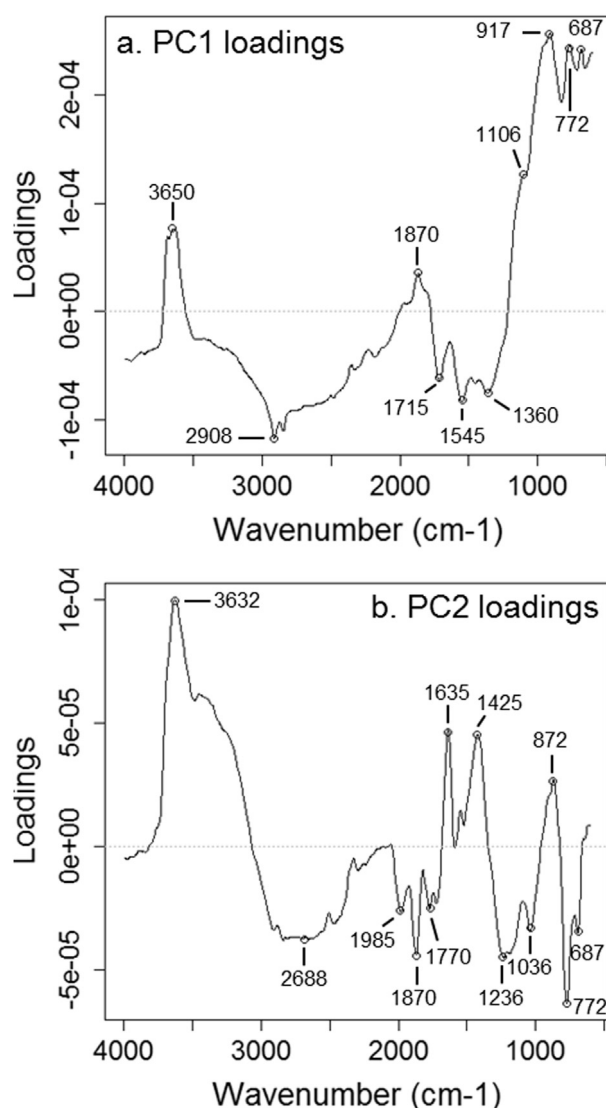 a. PC1 loadings
917
687
772
1106
3650
1870
1715
1545
1360
2908
2e-04
1e-04
0e+00
-1e-04
Loadings
4000 3000 2000 1000
Wavenumber (cm-1)
b. PC2 loadings
3632
1635
1425
872
1985
1870
1770
1236
1036
687
772
2688
1e-04
5e-05
0e+00
-5e-05
Loadings
4000 3000 2000 1000
Wavenumber (cm-1)